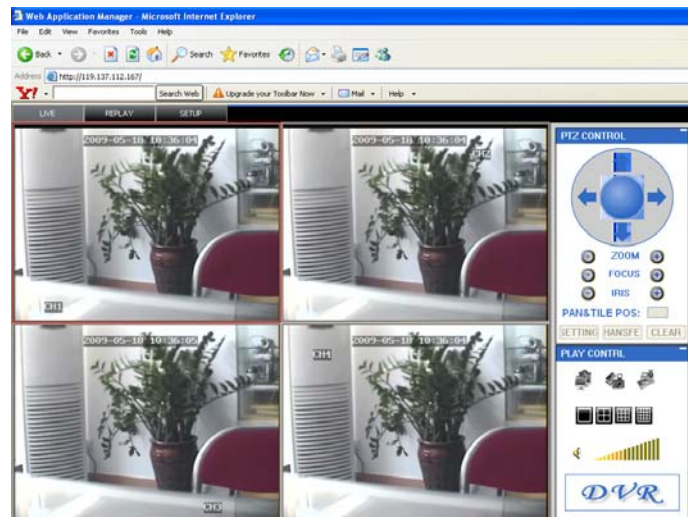 Web Application Manager - Microsoft Internet Explorer
File Edit View Favorites Tools Help
Back Search Favorites
Address http://119.137.112.167/
Y! Search Web Upgrade your Toolbar Now Mail Help
LIVE REPLAY SETUP
2009-05-18 10:36:04
CH1
2009-05-18 10:36:04
CH2
2009-05-18 10:36:05
CH3
2009-05-18 10:36:04
CH4
PTZ CONTROL
ZOOM
FOCUS
IRIS
PAN&TILE POS:
SETTING HANSFE CLEAR
PLAY CONTRL
DVR